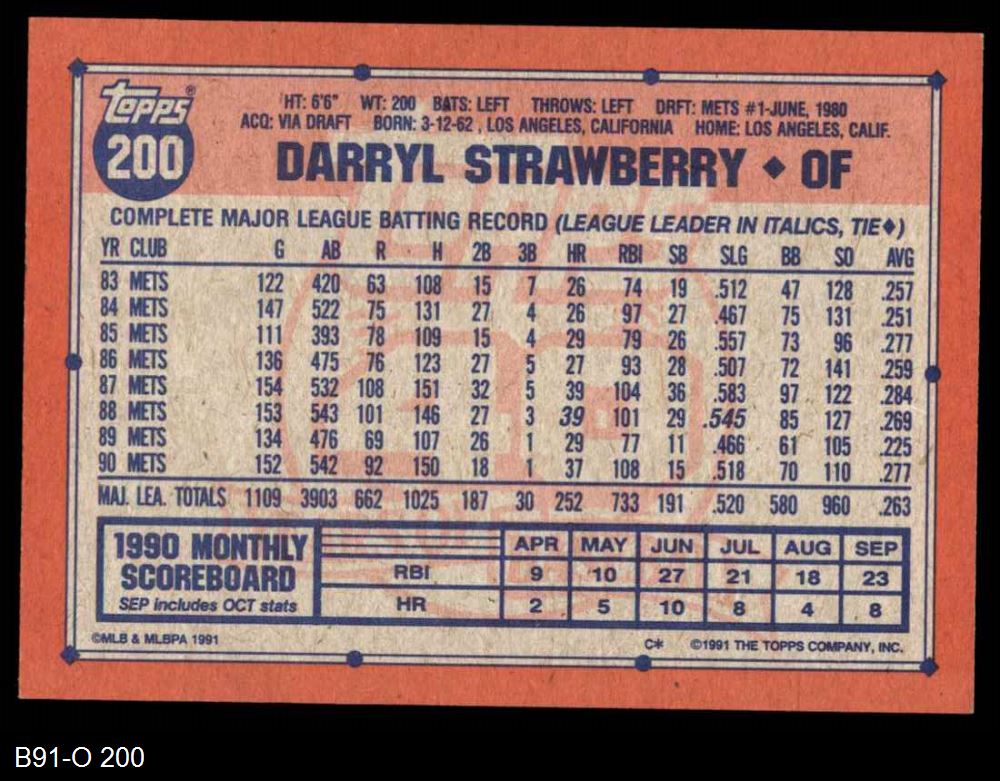 topps®
200
HT: 6'6" WT: 200 BATS: LEFT THROWS: LEFT DRFT: METS #1-JUNE, 1980
ACQ: VIA DRAFT BORN: 3-12-62 , LOS ANGELES, CALIFORNIA HOME: LOS ANGELES, CALIF.
DARRYL STRAWBERRY ◆ OF
COMPLETE MAJOR LEAGUE BATTING RECORD (LEAGUE LEADER IN ITALICS, TIE◆)
YR CLUB G AB R H 2B 3B HR RBI SB SLG BB SO AVG
83 METS 122 420 63 108 15 7 26 74 19 .512 47 128 .257
84 METS 147 522 75 131 27 4 26 97 27 .467 75 131 .251
85 METS 111 393 78 109 15 4 29 79 26 .557 73 96 .277
86 METS 136 475 76 123 27 5 27 93 28 .507 72 141 .259
87 METS 154 532 108 151 32 5 39 104 36 .583 97 122 .284
88 METS 153 543 101 146 27 3 39 101 29 .545 85 127 .269
89 METS 134 476 69 107 26 1 29 77 11 .466 61 105 .225
90 METS 152 542 92 150 18 1 37 108 15 .518 70 110 .277
MAJ. LEA. TOTALS 1109 3903 662 1025 187 30 252 733 191 .520 580 960 .263
1990 MONTHLY SCOREBOARD
SEP includes OCT stats
APR MAY JUN JUL AUG SEP
RBI 9 10 27 21 18 23
HR 2 5 10 8 4 8
©MLB & MLBPA 1991 C* ©1991 THE TOPPS COMPANY, INC.
B91-O 200